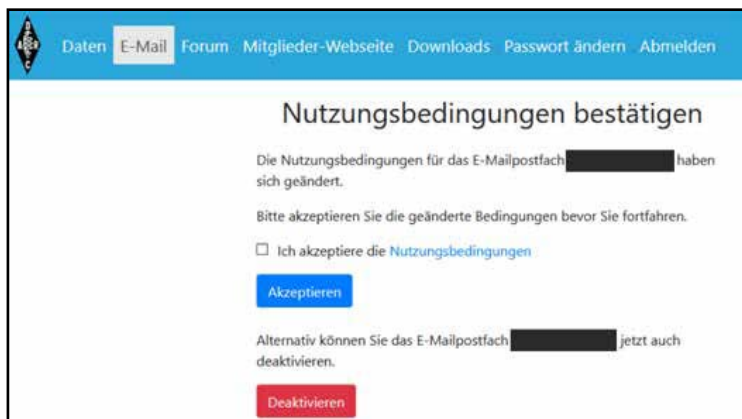 Daten E-Mail Forum Mitglieder-Webseite Downloads Passwort ändern Abmelden
Nutzungsbedingungen bestätigen
Die Nutzungsbedingungen für das E-Mailpostfach haben
sich geändert.
Bitte akzeptieren Sie die geänderte Bedingungen bevor Sie fortfahren.
Ich akzeptiere die Nutzungsbedingungen
Akzeptieren
Alternativ können Sie das E-Mailpostfach jetzt auch
deaktivieren.
Deaktivieren